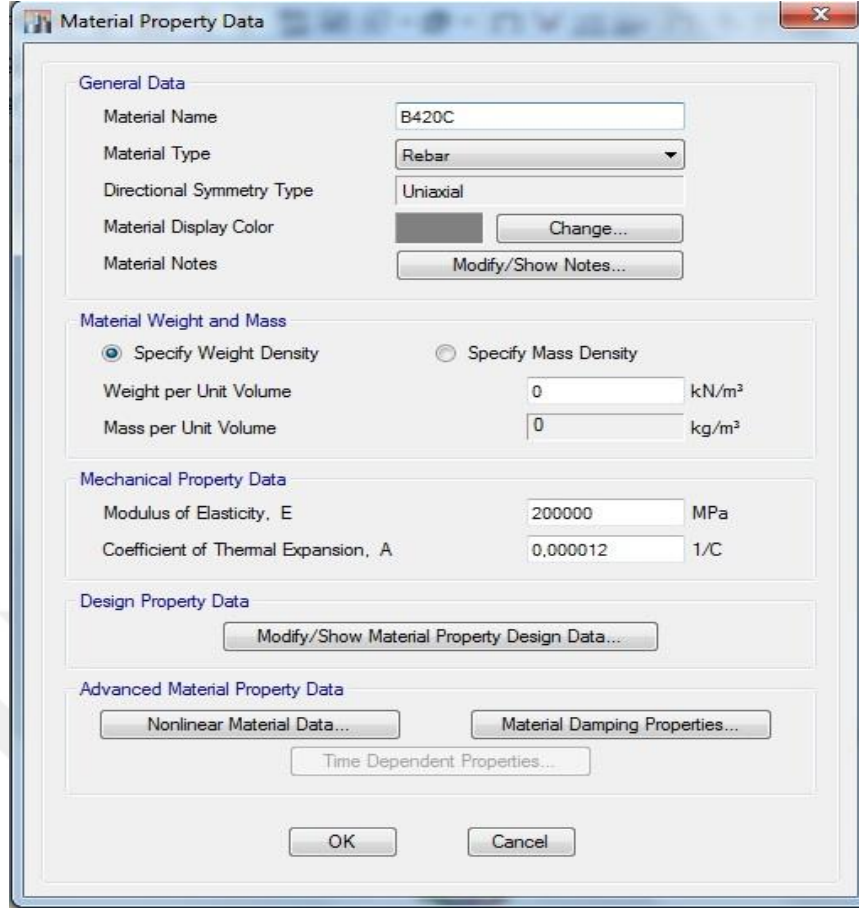 Material Property Data
General Data
Material Name B420C
Material Type Rebar
Directional Symmetry Type Uniaxial
Material Display Color Change...
Material Notes Modify/Show Notes...
Material Weight and Mass
Specify Weight Density Specify Mass Density
Weight per Unit Volume 0 kN/m³
Mass per Unit Volume 0 kg/m³
Mechanical Property Data
Modulus of Elasticity, E 200000 MPa
Coefficient of Thermal Expansion, A 0,000012 1/C
Design Property Data
Modify/Show Material Property Design Data...
Advanced Material Property Data
Nonlinear Material Data... Material Damping Properties...
Time Dependent Properties...
OK Cancel